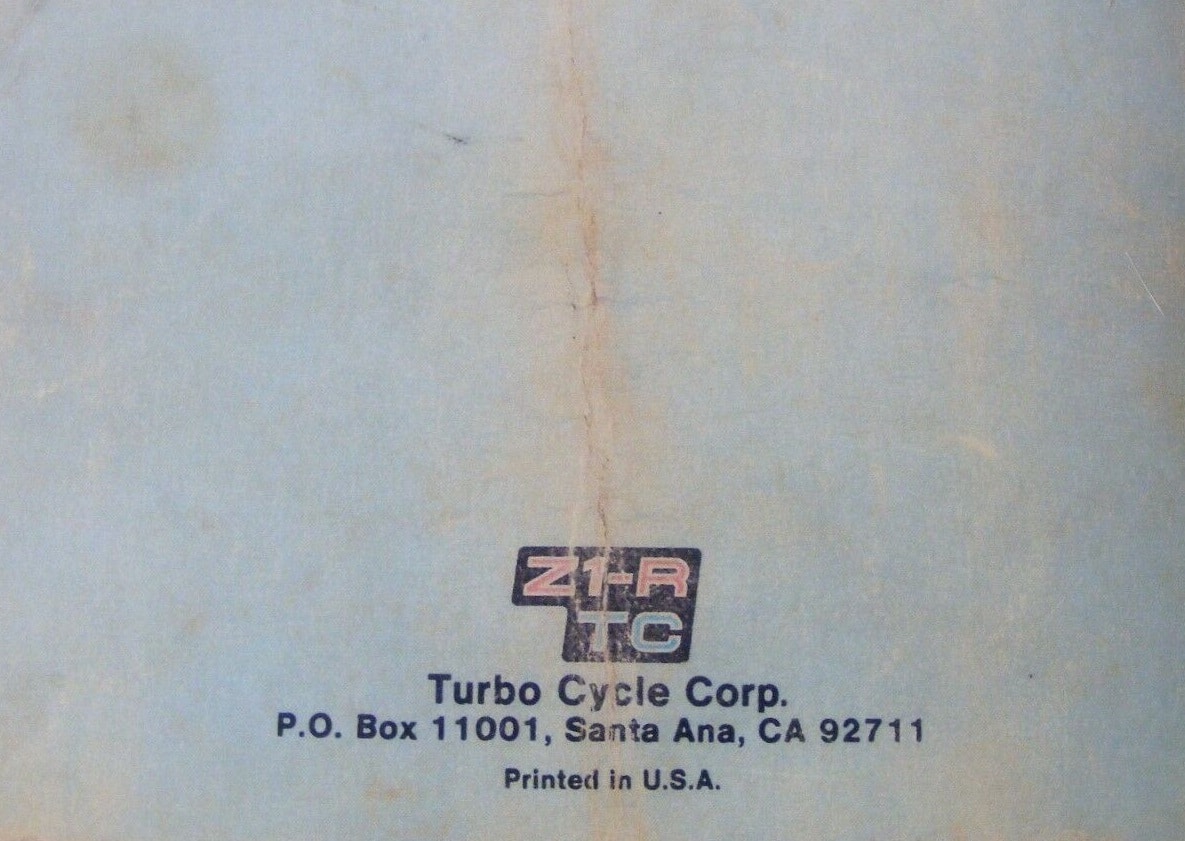 Z1-R
TC
Turbo Cycle Corp.
P.O. Box 11001, Santa Ana, CA 92711
Printed in U.S.A.